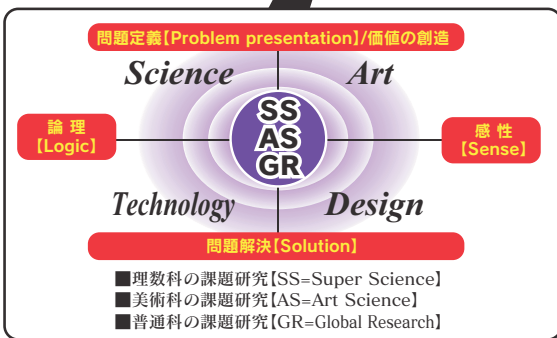 問題定義【Problem presentation】/価値の創造
Science
Art
SS
AS
GR
論理
【Logic】
感性
【Sense】
Technology
Design
問題解決【Solution】
■理数科の課題研究【SS=Super Science】
■美術科の課題研究【AS=Art Science】
■普通科の課題研究【GR=Global Research】